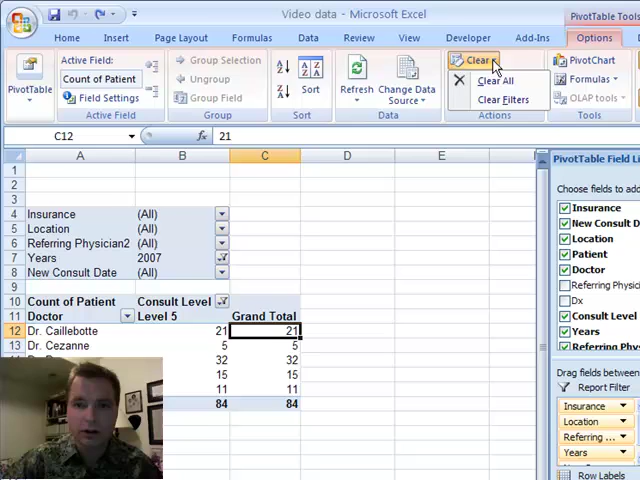 Video data - Microsoft Excel
PivotTable Tools
Home Insert Page Layout Formulas Data Review View Developer Add-Ins Options
PivotTable
Active Field:
Count of Patient
Field Settings
Active Field
Group Selection
Ungroup
Group Field
Group
Sort
Sort
Refresh
Change Data
Source
Data
Clear
Clear All
Clear Filters
Actions
PivotChart
Formulas
OLAP tools
Tools
C12 fx 21
A B C D E
1
2
3
4 Insurance (All)
5 Location (All)
6 Referring Physician2 (All)
7 Years 2007
8 New Consult Date (All)
9
10 Count of Patient Consult Level
11 Doctor Level 5 Grand Total
12 Dr. Caillebotte 21 21
13 Dr. Cezanne 5 5
32 32
15 15
11 11
84 84
PivotTable Field Li
Choose fields to add
Insurance
New Consult D
Location
Patient
Doctor
Referring Physici
Dx
Consult Level
Years
Referring Phy
Drag fields between
Report Filter
Insurance
Location
Referring ...
Years
Row Labels